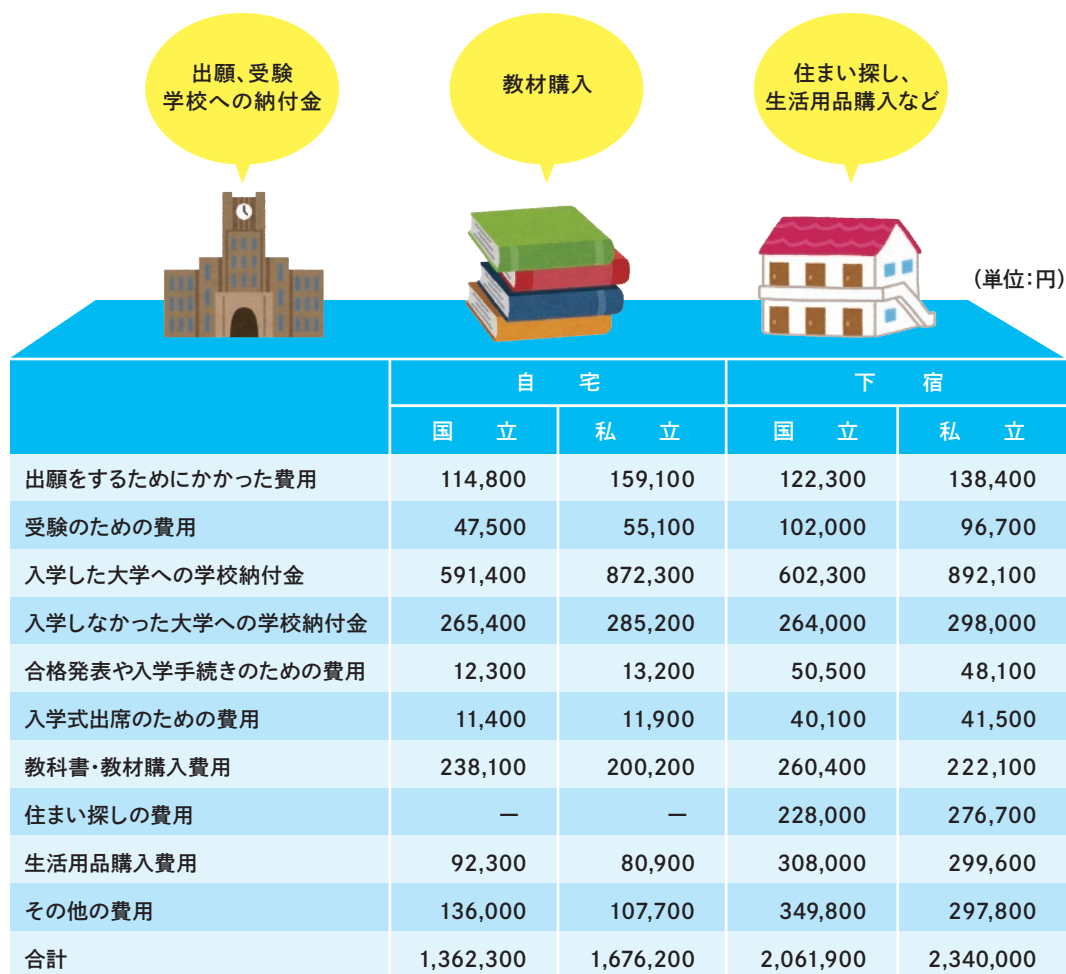 出願、受験
学校への納付金
教材購入
住まい探し、
生活用品購入など
(単位:円)
自 宅 下 宿
国 立 私 立 国 立 私 立
出願をするためにかかった費用 114,800 159,100 122,300 138,400
受験のための費用 47,500 55,100 102,000 96,700
入学した大学への学校納付金 591,400 872,300 602,300 892,100
入学しなかった大学への学校納付金 265,400 285,200 264,000 298,000
合格発表や入学手続きのための費用 12,300 13,200 50,500 48,100
入学式出席のための費用 11,400 11,900 40,100 41,500
教科書・教材購入費用 238,100 200,200 260,400 222,100
住まい探しの費用 ― ― 228,000 276,700
生活用品購入費用 92,300 80,900 308,000 299,600
その他の費用 136,000 107,700 349,800 297,800
合計 1,362,300 1,676,200 2,061,900 2,340,000